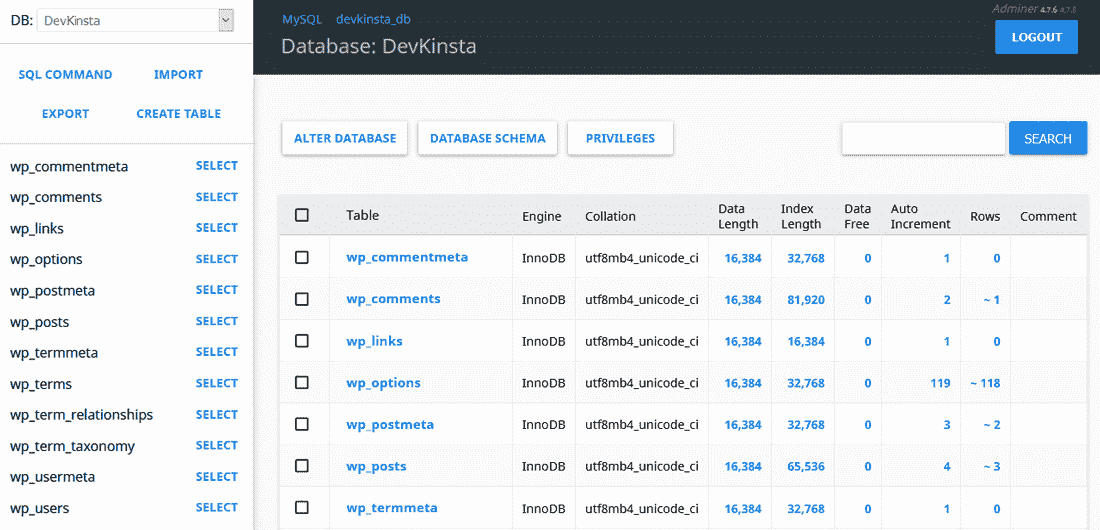 DB: DevKinsta
SQL COMMAND IMPORT
EXPORT CREATE TABLE
wp_commentmeta SELECT
wp_comments SELECT
wp_links SELECT
wp_options SELECT
wp_postmeta SELECT
wp_posts SELECT
wp_termmeta SELECT
wp_terms SELECT
wp_term_relationships SELECT
wp_term_taxonomy SELECT
wp_usermeta SELECT
wp_users SELECT
MySQL devkinsta_db
Adminer 4.7.6 4.7.8
Database: DevKinsta
LOGOUT
ALTER DATABASE DATABASE SCHEMA PRIVILEGES SEARCH
Table Engine Collation Data Length Index Length Data Free Auto Increment Rows Comment
wp_commentmeta InnoDB utf8mb4_unicode_ci 16,384 32,768 0 1 0
wp_comments InnoDB utf8mb4_unicode_ci 16,384 81,920 0 2 ~ 1
wp_links InnoDB utf8mb4_unicode_ci 16,384 16,384 0 1 0
wp_options InnoDB utf8mb4_unicode_ci 16,384 32,768 0 119 ~ 118
wp_postmeta InnoDB utf8mb4_unicode_ci 16,384 32,768 0 3 ~ 2
wp_posts InnoDB utf8mb4_unicode_ci 16,384 65,536 0 4 ~ 3
wp_termmeta InnoDB utf8mb4_unicode_ci 16,384 32,768 0 1 0